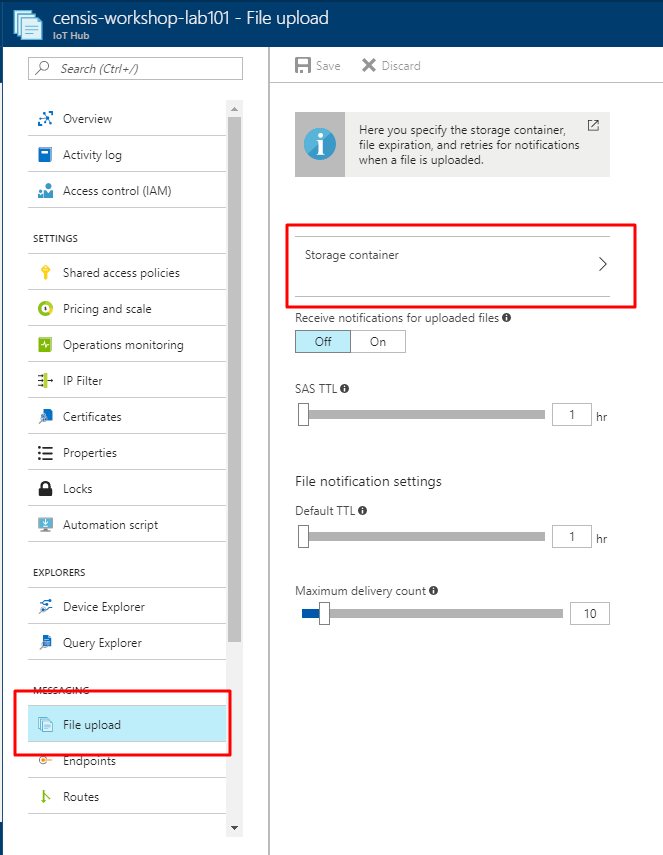 censis-workshop-lab101 - File upload
IoT Hub
Search (Ctrl+/)
Overview
Activity log
Access control (IAM)
SETTINGS
Shared access policies
Pricing and scale
Operations monitoring
IP Filter
Certificates
Properties
Locks
Automation script
EXPLORERS
Device Explorer
Query Explorer
MESSAGING
File upload
Endpoints
Routes
Save Discard
Here you specify the storage container,
file expiration, and retries for notifications
when a file is uploaded.
Storage container
Receive notifications for uploaded files
Off On
SAS TTL
1 hr
File notification settings
Default TTL
1 hr
Maximum delivery count
10